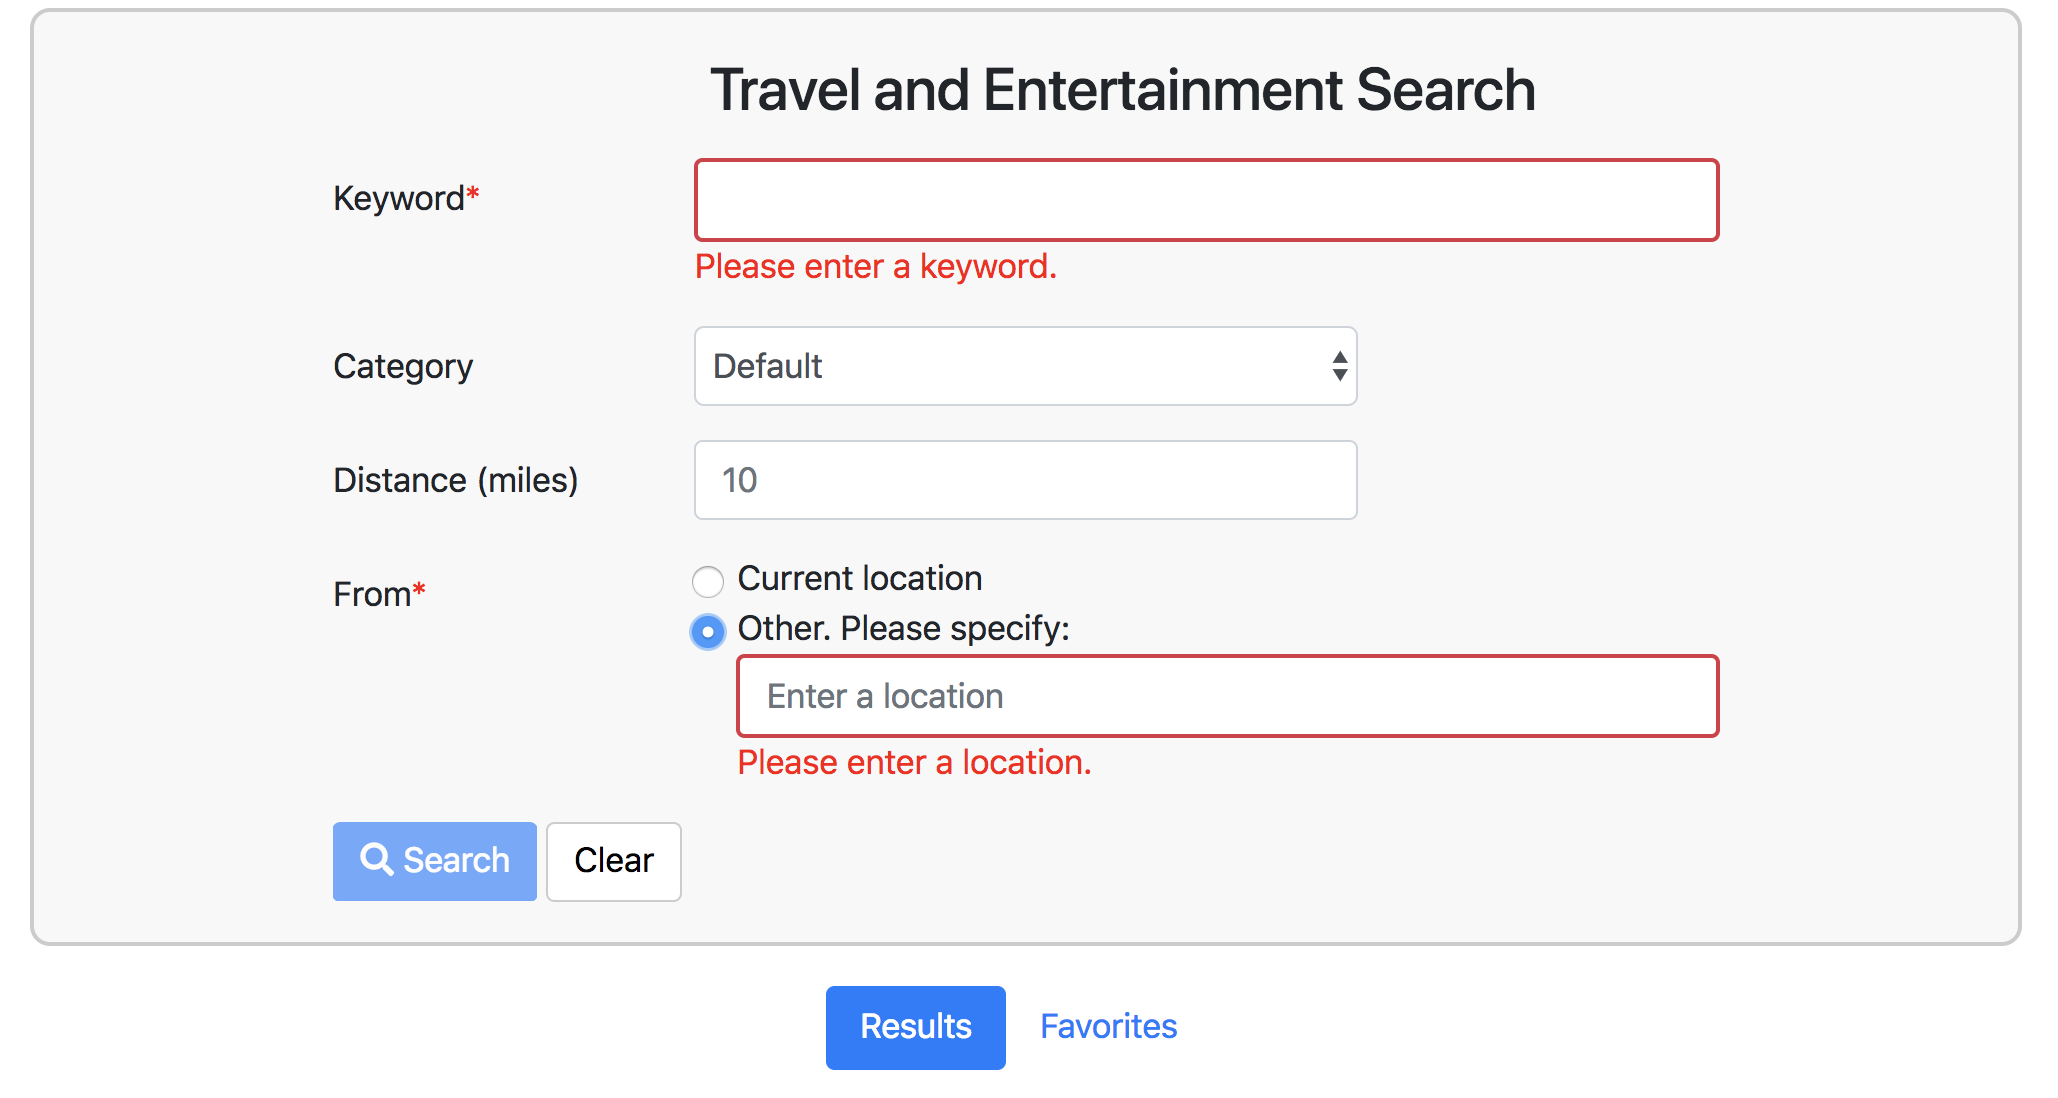 Travel and Entertainment Search
Keyword*
Please enter a keyword.
Category Default
Distance (miles) 10
From* Current location
Other. Please specify:
Enter a location
Please enter a location.
Search Clear
Results Favorites